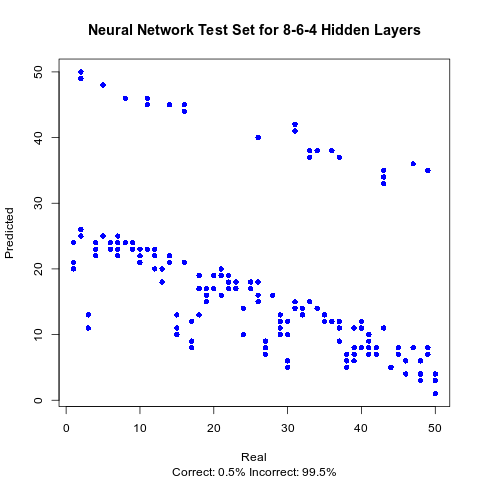 Neural Network Test Set for 8-6-4 Hidden Layers
Predicted
50
40
30
20
10
0
0 10 20 30 40 50
Real
Correct: 0.5% Incorrect: 99.5%